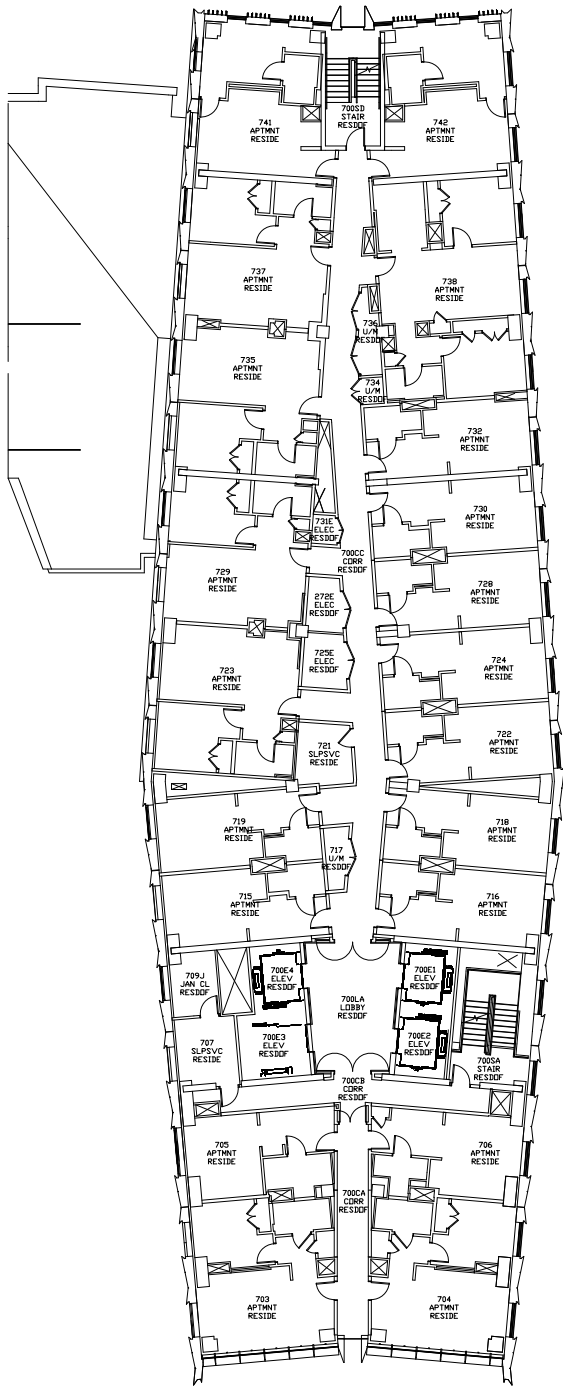 700SD
STAIR
RESDOF
741
APTMNT
RESIDE
742
APTMNT
RESIDE
737
APTMNT
RESIDE
738
APTMNT
RESIDE
736
U/M
RESDOF
735
APTMNT
RESIDE
734
U/M
RESDOF
732
APTMNT
RESIDE
731E
ELEC
RESDOF
730
APTMNT
RESIDE
700CC
CORR
RESDOF
729
APTMNT
RESIDE
272E
ELEC
RESDOF
728
APTMNT
RESIDE
725E
ELEC
RESDOF
724
APTMNT
RESIDE
723
APTMNT
RESIDE
721
SLPSVC
RESIDE
722
APTMNT
RESIDE
719
APTMNT
RESIDE
717
U/M
RESDOF
718
APTMNT
RESIDE
715
APTMNT
RESIDE
716
APTMNT
RESIDE
709J
JAN CL
RESDOF
700E4
ELEV
RESDOF
700LA
LOBBY
RESDOF
700E1
ELEV
RESDOF
707
SLPSVC
RESIDE
700E3
ELEV
RESDOF
700E2
ELEV
RESDOF
700SA
STAIR
RESDOF
700CB
CORR
RESDOF
705
APTMNT
RESIDE
706
APTMNT
RESIDE
700CA
CORR
RESDOF
703
APTMNT
RESIDE
704
APTMNT
RESIDE